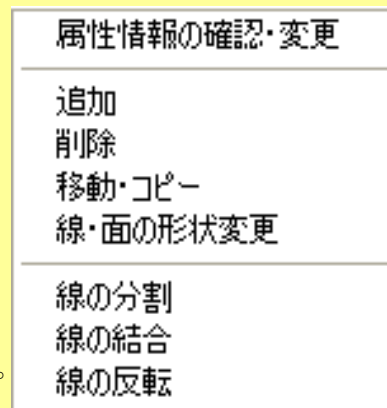 属性情報の確認・変更
追加
削除
移動・コピー
線・面の形状変更
線の分割
線の結合
線の反転
。